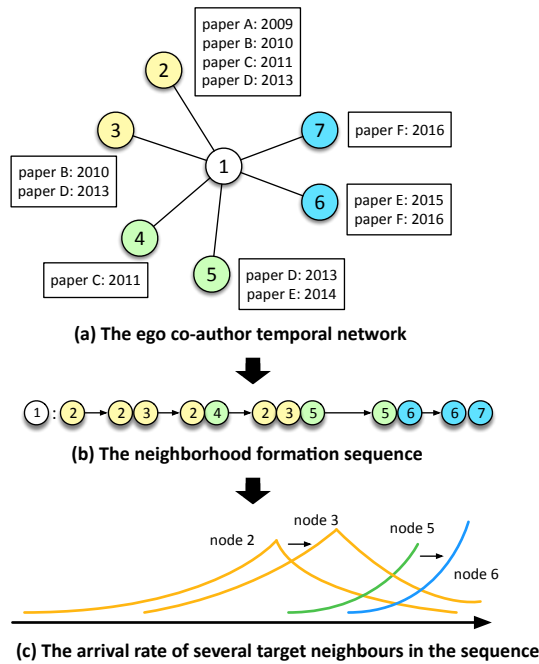 paper A: 2009
paper B: 2010
paper C: 2011
paper D: 2013
2
3
7
paper F: 2016
1
paper B: 2010
paper D: 2013
6
paper E: 2015
paper F: 2016
4
paper C: 2011
5
paper D: 2013
paper E: 2014
(a) The ego co-author temporal network
1 : 2 2 3 2 4 2 3 5 5 6 6 7
(b) The neighborhood formation sequence
node 2
node 3
node 5
node 6
(c) The arrival rate of several target neighbours in the sequence